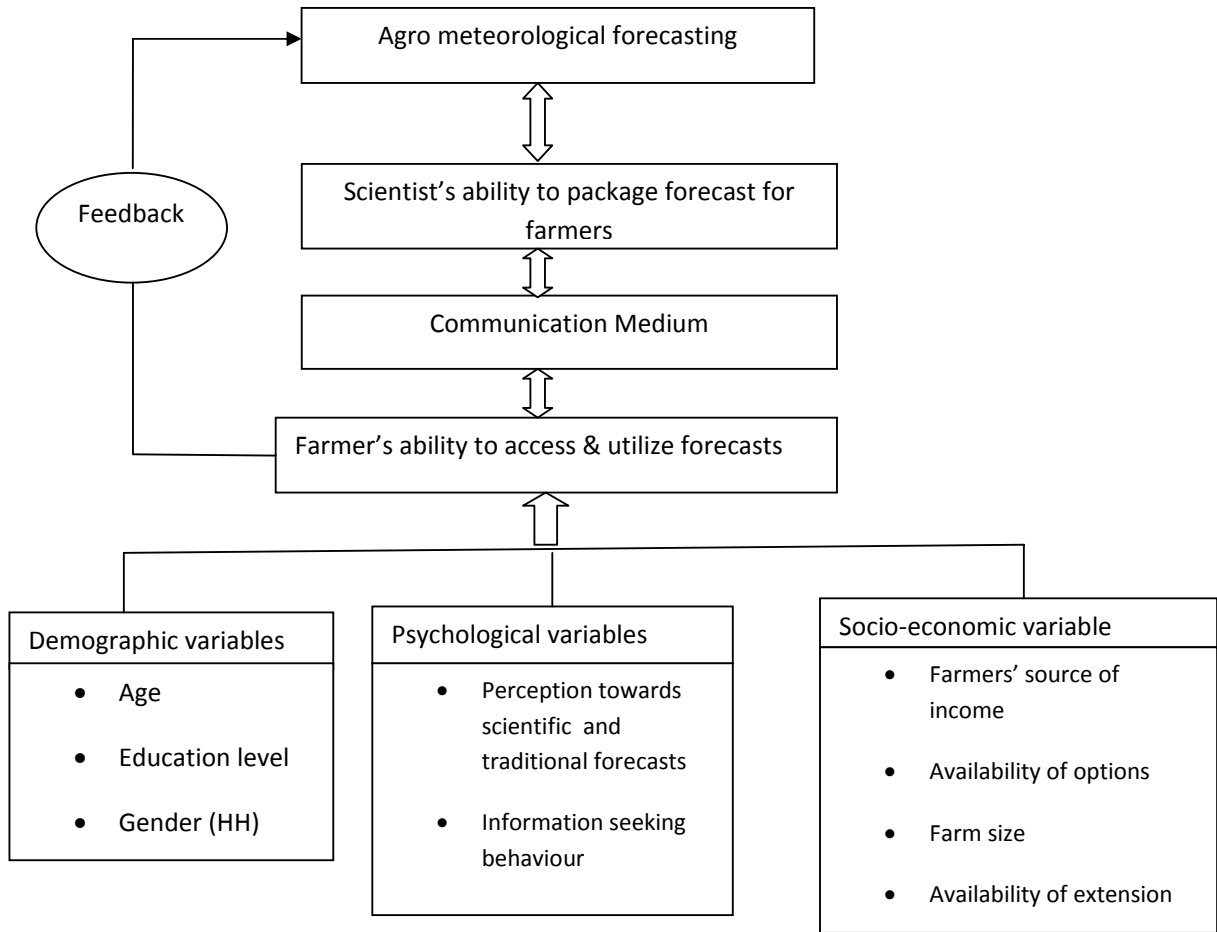 Agro meteorological forecasting
Scientist’s ability to package forecast for
farmers
Feedback
Communication Medium
Farmer’s ability to access & utilize forecasts
Demographic variables
• Age
• Education level
• Gender (HH)
Psychological variables
• Perception towards
scientific and
traditional forecasts
• Information seeking
behaviour
Socio-economic variable
• Farmers’ source of
income
• Availability of options
• Farm size
• Availability of extension